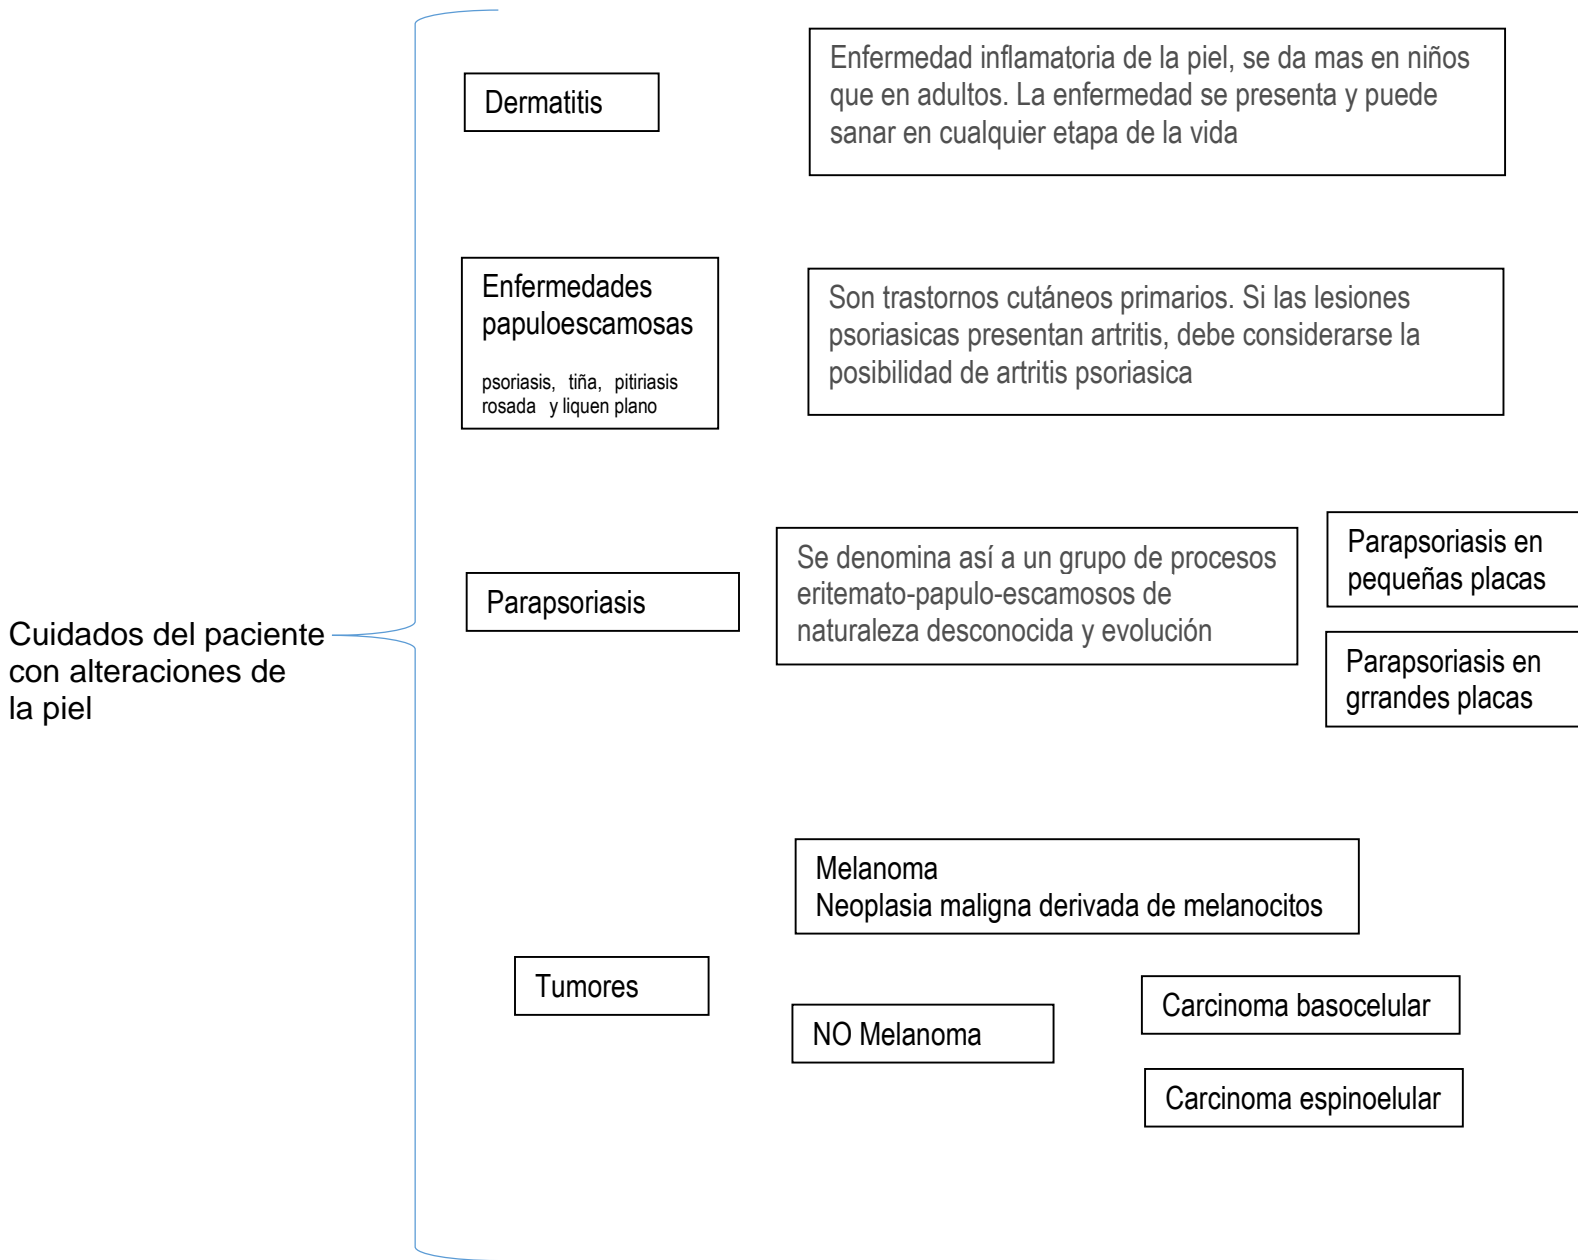 Cuidados del paciente
con alteraciones de
la piel
Dermatitis
Enfermedad inflamatoria de la piel, se da mas en niños
que en adultos. La enfermedad se presenta y puede
sanar en cualquier etapa de la vida
Enfermedades
papuloescamosas
psoriasis, tiña, pitiriasis
rosada y liquen plano
Son trastornos cutáneos primarios. Si las lesiones
psoriasicas presentan artritis, debe considerarse la
posibilidad de artritis psoriasica
Parapsoriasis
Se denomina así a un grupo de procesos
eritemato-papulo-escamosos de
naturaleza desconocida y evolución
Parapsoriasis en
pequeñas placas
Parapsoriasis en
grrandes placas
Tumores
Melanoma
Neoplasia maligna derivada de melanocitos
NO Melanoma
Carcinoma basocelular
Carcinoma espinoelular